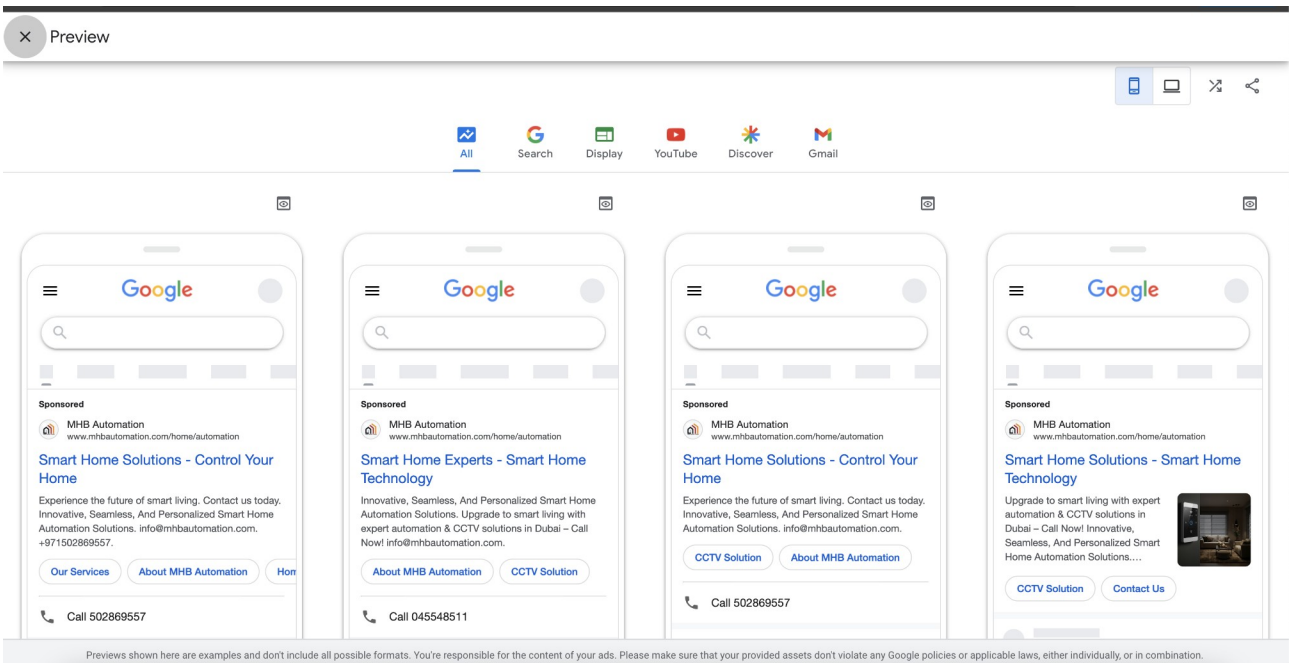 Preview
All
Search
Display
YouTube
Discover
Gmail
Google
Sponsored
MHB Automation
www.mhbautomation.com/home/automation
Smart Home Solutions - Control Your
Home
Experience the future of smart living. Contact us today.
Innovative, Seamless, And Personalized Smart Home
Automation Solutions. info@mhbautomation.com.
+971502869557.
Our Services
About MHB Automation
Hom
Call 502869557
Google
Sponsored
MHB Automation
www.mhbautomation.com/home/automation
Smart Home Experts - Smart Home
Technology
Innovative, Seamless, And Personalized Smart Home
Automation Solutions. Upgrade to smart living with
expert automation & CCTV solutions in Dubai – Call
Now! info@mhbautomation.com.
About MHB Automation
CCTV Solution
Call 045548511
Google
Sponsored
MHB Automation
www.mhbautomation.com/home/automation
Smart Home Solutions - Control Your
Home
Experience the future of smart living. Contact us today.
Innovative, Seamless, And Personalized Smart Home
Automation Solutions. info@mhbautomation.com.
CCTV Solution
About MHB Automation
Call 502869557
Google
Sponsored
MHB Automation
www.mhbautomation.com/home/automation
Smart Home Solutions - Smart Home
Technology
Upgrade to smart living with expert
automation & CCTV solutions in
Dubai – Call Now! Innovative,
Seamless, And Personalized Smart
Home Automation Solutions....
CCTV Solution
Contact Us
Previews shown here are examples and don't include all possible formats. You're responsible for the content of your ads. Please make sure that your provided assets don't violate any Google policies or applicable laws, either individually, or in combination.